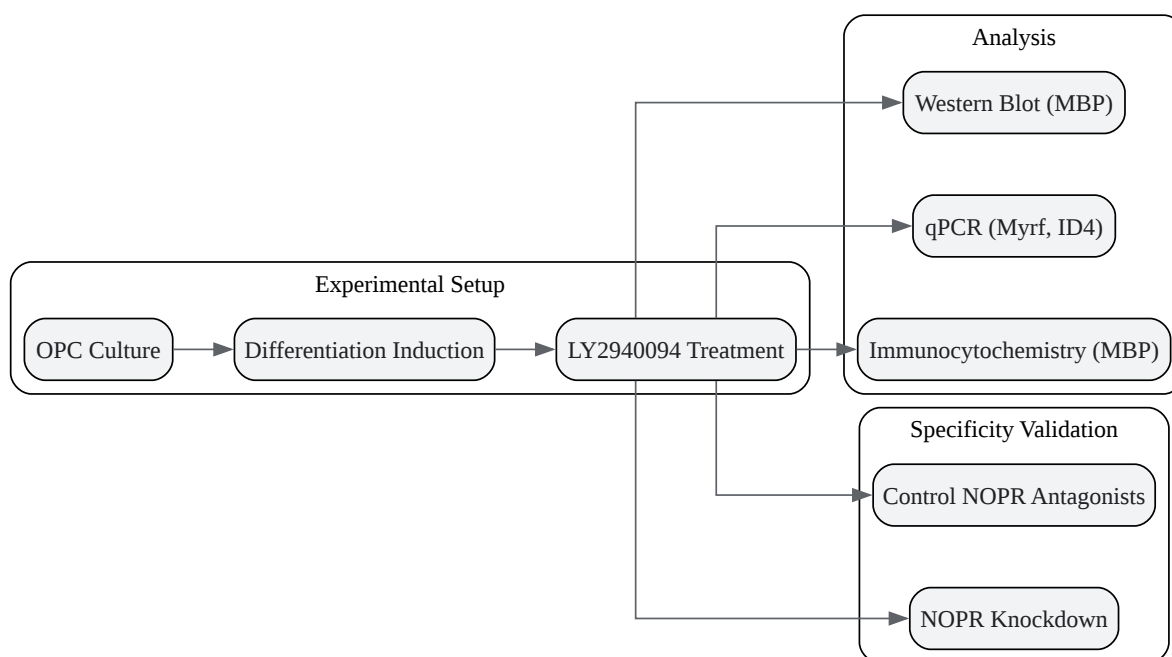 Analysis
Western Blot (MBP)
qPCR (Myrf, ID4)
Experimental Setup
OPC Culture
Differentiation Induction
LY2940094 Treatment
Immunocytochemistry (MBP)
Specificity Validation
Control NOPR Antagonists
NOPR Knockdown